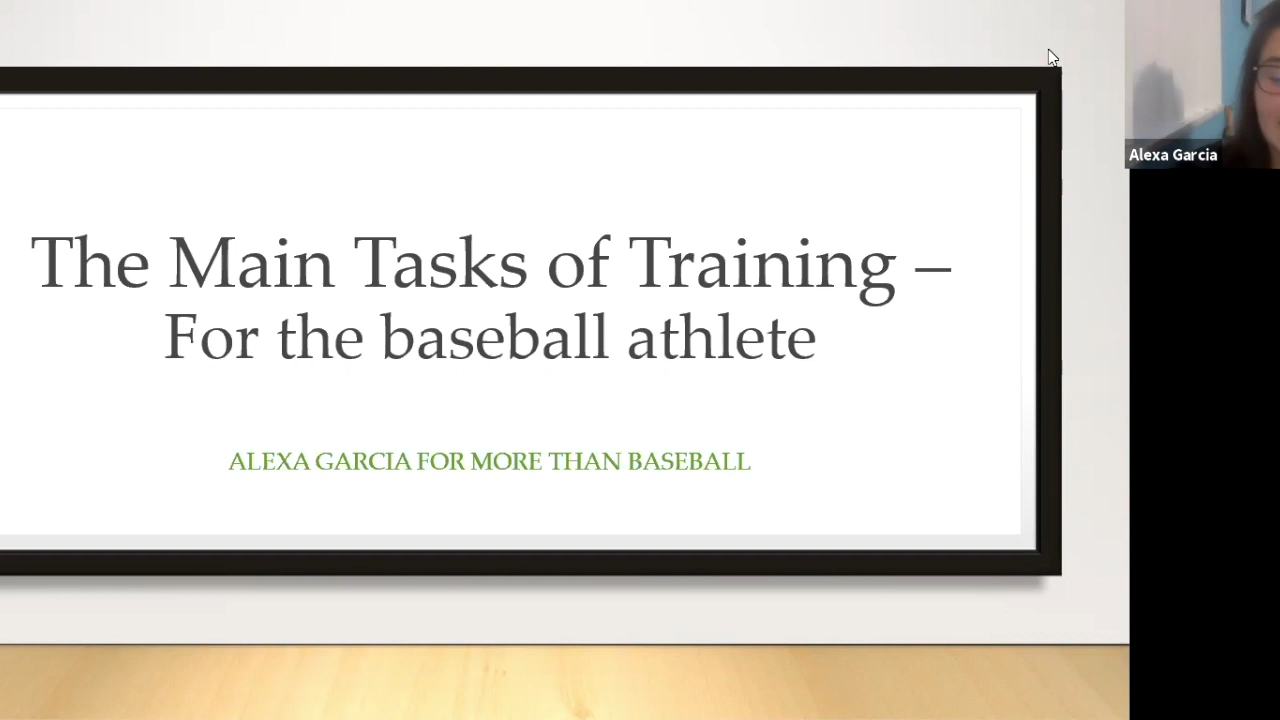 The Main Tasks of Training –
For the baseball athlete
ALEXA GARCIA FOR MORE THAN BASEBALL
Alexa Garcia